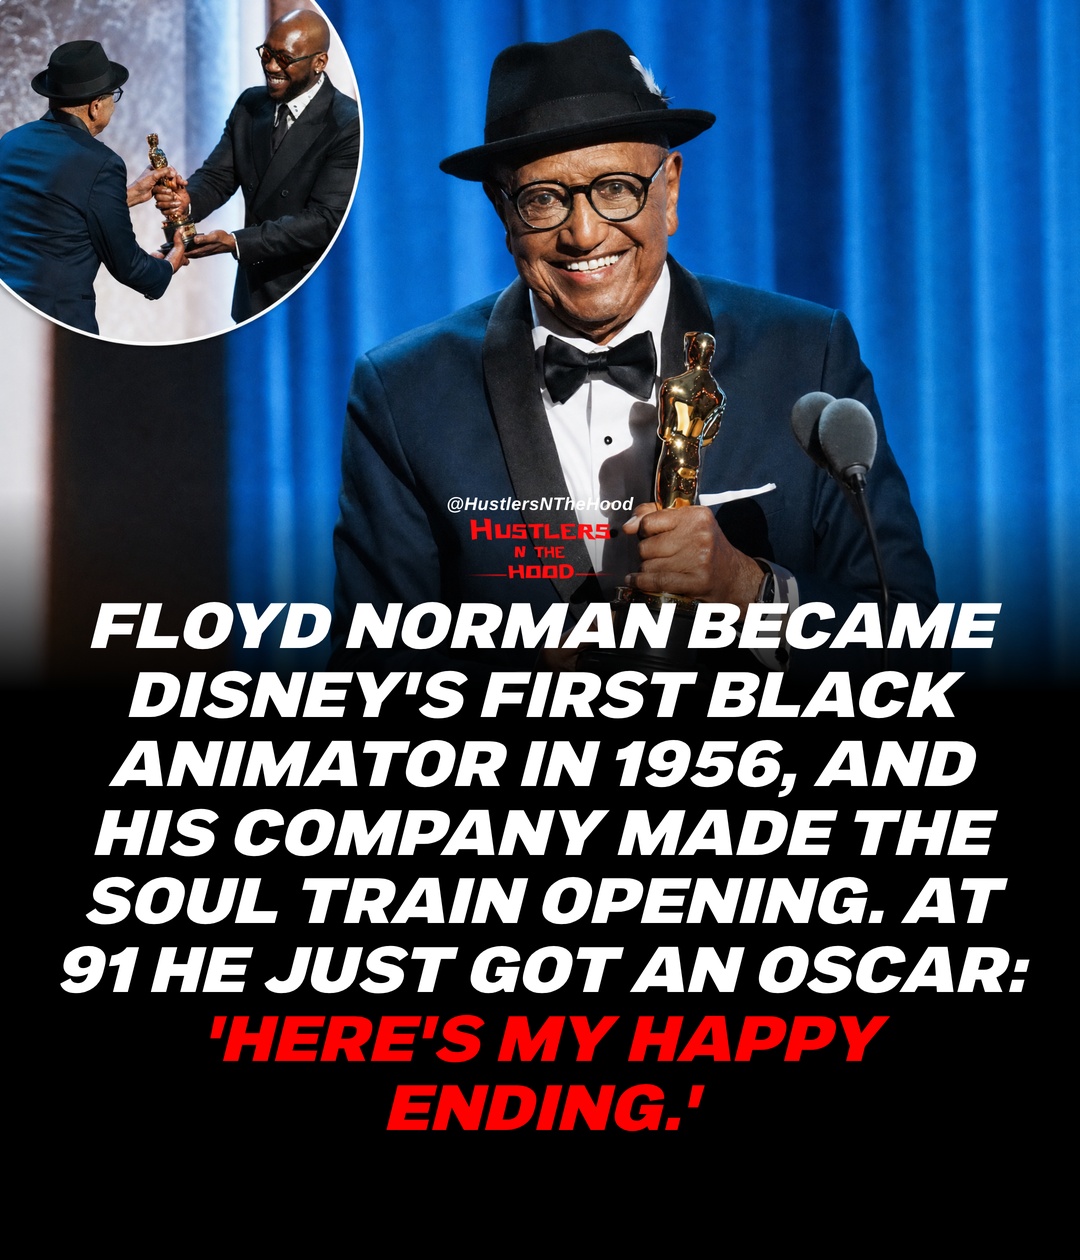 @HustlersNTheHood
HUSTLERS
N THE
HOOD
FLOYD NORMAN BECAME
DISNEY'S FIRST BLACK
ANIMATOR IN 1956, AND
HIS COMPANY MADE THE
SOUL TRAIN OPENING. AT
91 HE JUST GOT AN OSCAR:
'HERE'S MY HAPPY
ENDING.'